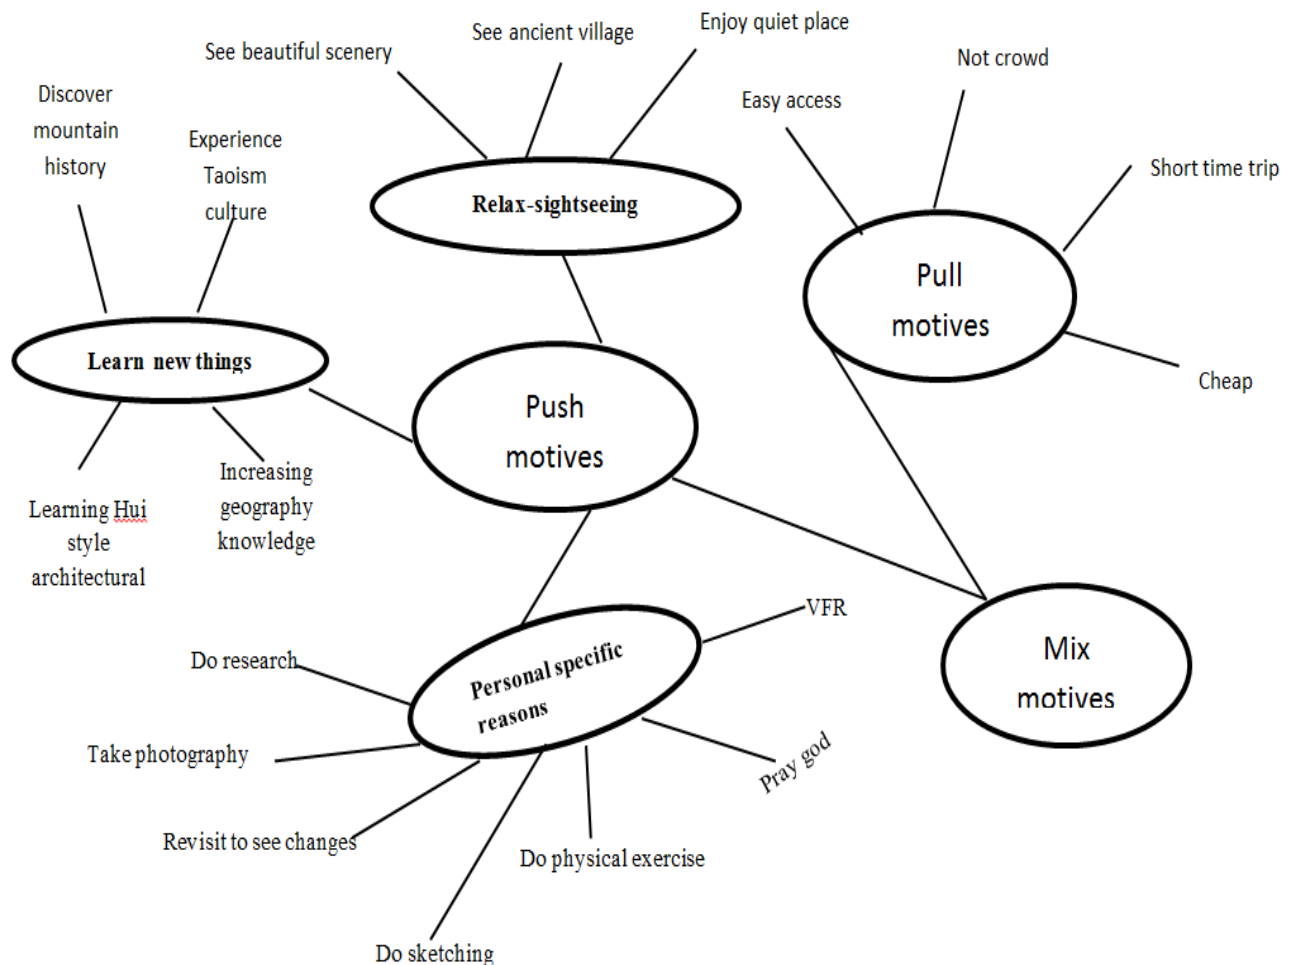 See beautiful scenery
See ancient village
Enjoy quiet place
Not crowd
Easy access
Short time trip
Discover
mountain
history
Experience
Taoism
culture
Relax-sightseeing
Pull
motives
Cheap
Learn new things
Push
motives
Learning Hui
style
architectural
Increasing
geography
knowledge
VFR
Do research
Personal specific
reasons
Mix
motives
Take photography
Pray god
Revisit to see changes
Do physical exercise
Do sketching